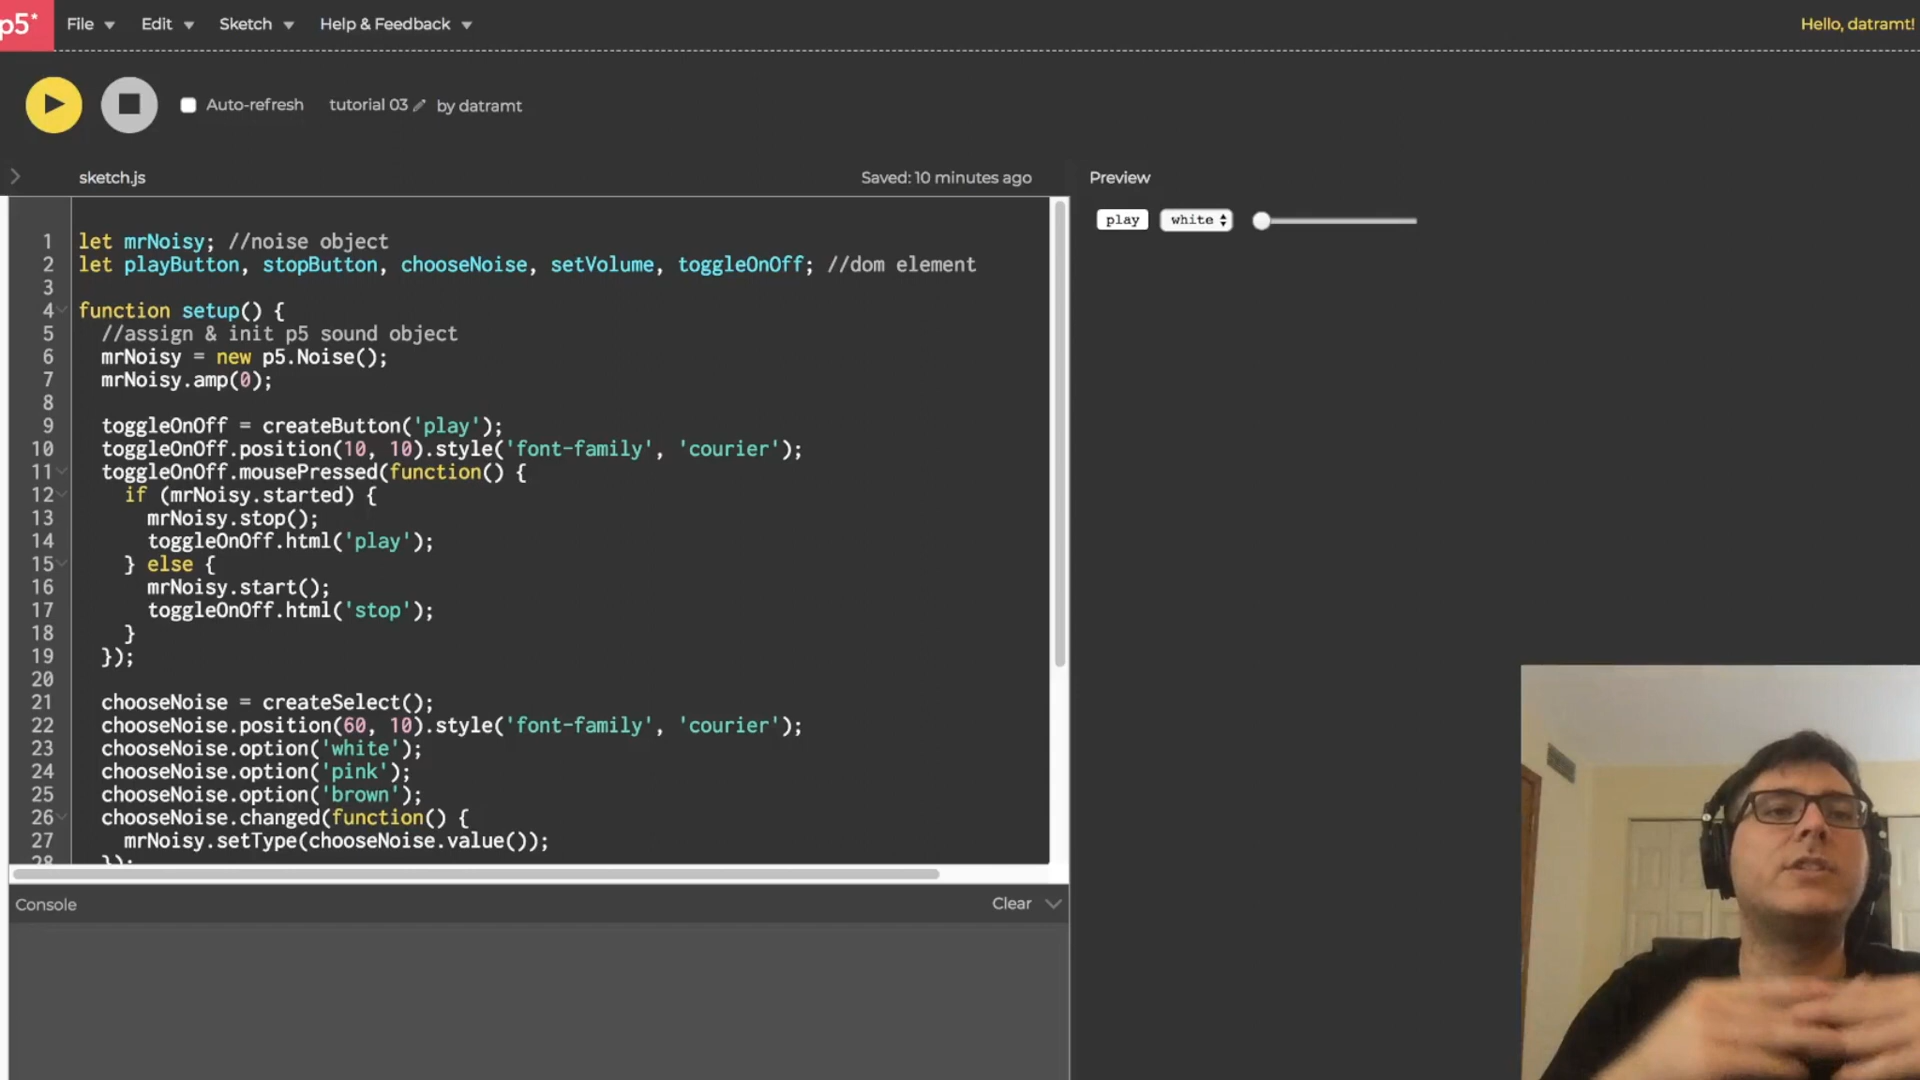 p5* File Edit Sketch Help & Feedback Hello, datramt!
Auto-refresh tutorial 03 by datramt
sketch.js Saved: 10 minutes ago Preview
play white
1 let mrNoisy; //noise object
2 let playButton, stopButton, chooseNoise, setVolume, toggleOnOff; //dom element
3
4 function setup() {
5 //assign & init p5 sound object
6 mrNoisy = new p5.Noise();
7 mrNoisy.amp(0);
8
9 toggleOnOff = createButton('play');
10 toggleOnOff.position(10, 10).style('font-family', 'courier');
11 toggleOnOff.mousePressed(function() {
12 if (mrNoisy.started) {
13 mrNoisy.stop();
14 toggleOnOff.html('play');
15 } else {
16 mrNoisy.start();
17 toggleOnOff.html('stop');
18 }
19 });
20
21 chooseNoise = createSelect();
22 chooseNoise.position(60, 10).style('font-family', 'courier');
23 chooseNoise.option('white');
24 chooseNoise.option('pink');
25 chooseNoise.option('brown');
26 chooseNoise.changed(function() {
27 mrNoisy.setType(chooseNoise.value());
28 });
Console Clear